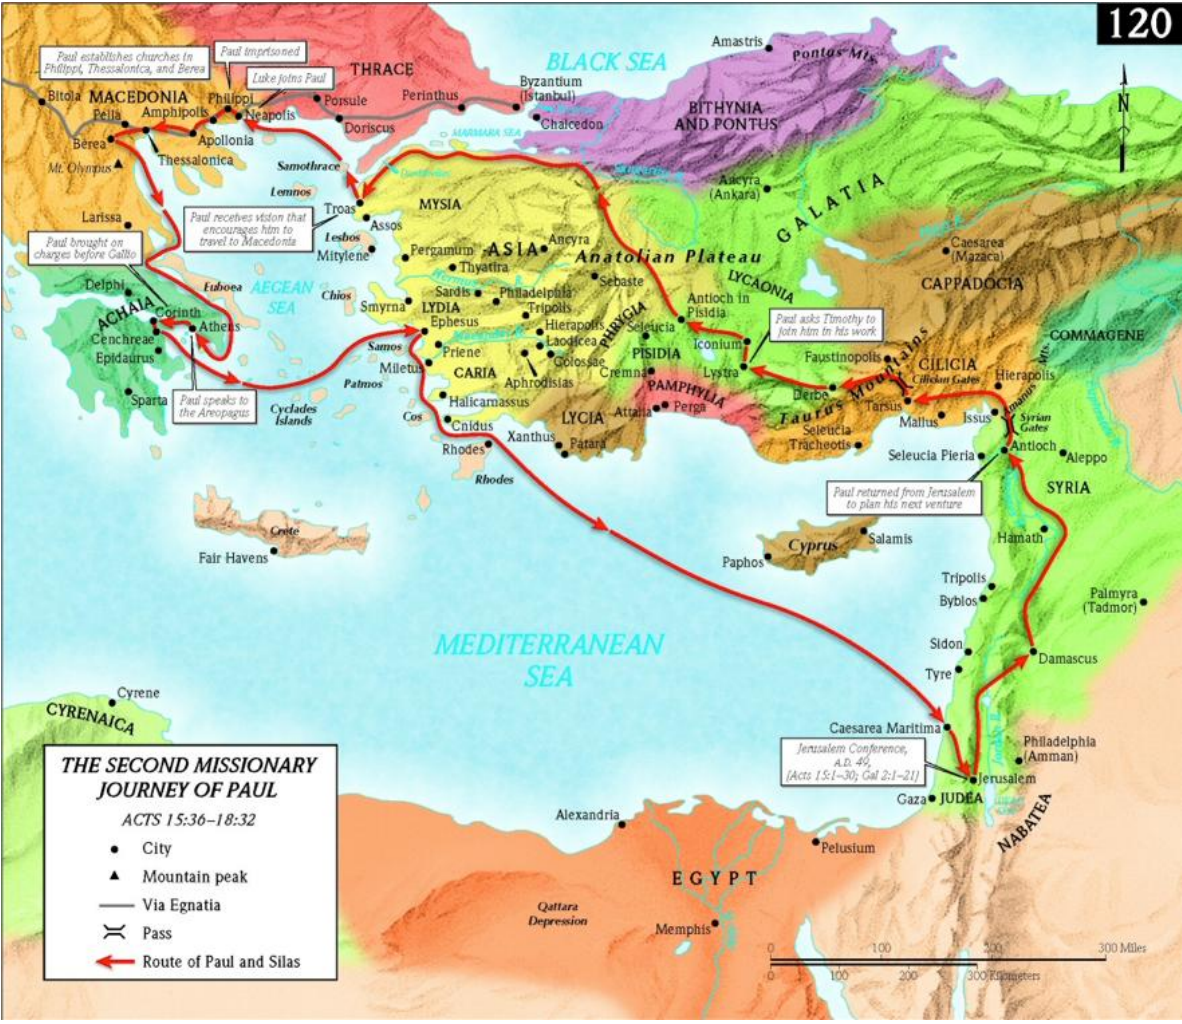 120
BLACK SEA
Amastris
Pontus Mts.
Paul establishes churches in
Philippi, Thessalonica, and Berea
Paul imprisoned
Luke joins Paul
THRACE
Bitola
MACEDONIA
Pella
Amphipolis
Philippi
Neapolis
Porsule
Perinthus
Byzantium
(Istanbul)
Chalcedon
BITHYNIA
AND PONTUS
Doriscus
MARMARA SEA
Berea
Apollonia
Thessalonica
Mt. Olympus
Samothrace
Lemnos
Troas
MYSIA
Ancyra
(Ankara)
GALATIA
Paul receives vision that
encourages him to
travel to Macedonia
Assos
Lesbos
Mitylene
Larissa
Paul brought on
charges before Gallio
Pergamum
ASIA
Ancyra
Anatolian Plateau
Thyatira
Caesarea
(Mazaca)
CAPPADOCIA
Delphi
Euboea
AEGEAN
SEA
Chios
Smyrna
Sardis
Philadelphia
Sebaste
LYCAONIA
ACHAIA
Corinth
Athens
Cenchreae
Epidaurus
LYDIA
Ephesus
Tripolis
Hierapolis
Laodicea
Colossae
PHRYGIA
Antioch in
Pisidia
Seleucia
Iconium
Paul asks Timothy to
join him in his work
COMMAGENE
Samos
Priene
Miletus
CARIA
Aphrodisias
PISIDIA
Cremna
Lystra
Faustinopolis
CILICIA
Cilician Gates
Hierapolis
Patmos
Sparta
Paul speaks to
the Areopagus
Cyclades
Islands
Halicarnassus
PAMPHYLIA
Derbe
Taurus Mountains
Tarsus
Amanus Mts.
Cos
Cnidus
LYCIA
Attalia
Perga
Mallus
Issus
Syrian
Gates
Rhodes
Xanthus
Patara
Seleucia
Tracheotis
Seleucia Pieria
Antioch
Aleppo
Rhodes
Paul returned from Jerusalem
to plan his next venture
SYRIA
Crete
Fair Havens
Cyprus
Salamis
Paphos
Hamath
Tripolis
Byblos
Palmyra
(Tadmor)
MEDITERRANEAN
SEA
Sidon
Damascus
Tyre
Cyrene
CYRENAICA
Caesarea Maritima
Jerusalem Conference,
A.D. 49,
[Acts 15:1–30; Gal 2:1–21]
Philadelphia
(Amman)
Jordan R.
Jerusalem
Gaza
JUDEA
NABATEA
THE SECOND MISSIONARY
JOURNEY OF PAUL
ACTS 15:36–18:32
City
Mountain peak
Via Egnatia
Pass
Route of Paul and Silas
Alexandria
Pelusium
EGYPT
Qattara
Depression
Memphis
N
0 100 200 300 Miles
0 100 200 300 Kilometers